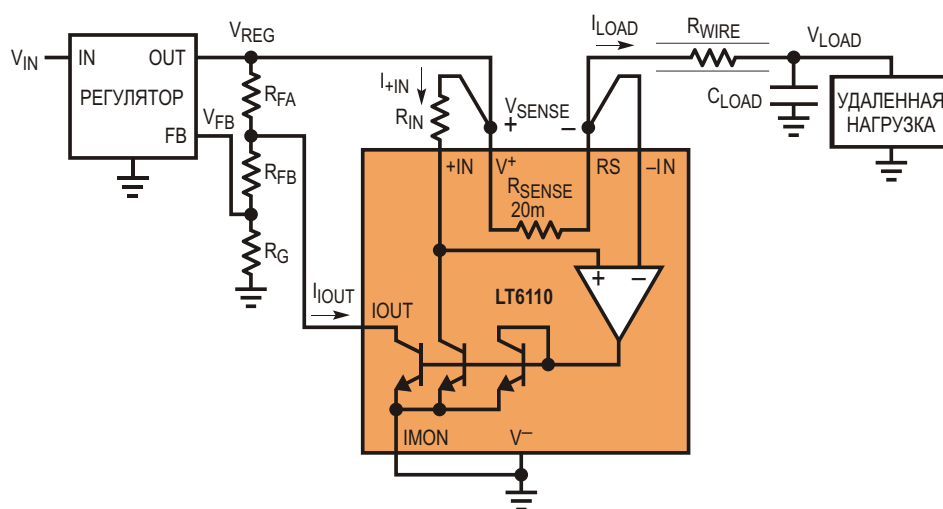 VIN
IN
OUT
РЕГУЛЯТОР
FB
VREG
RFA
VFB
RFB
RG
IIOUT
I+IN
RIN
+
VSENSE
–
ILOAD
RWIRE
VLOAD
CLOAD
УДАЛЕННАЯ
НАГРУЗКА
+IN
V+
RS
–IN
RSENSE
20m
+
–
LT6110
IOUT
IMON
V–